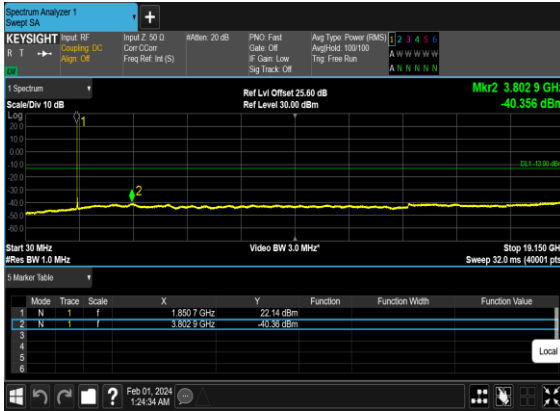 Spectrum Analyzer 1
Swept SA
+
KEYSIGHT Input: RF Input Z: 50 Ω #Atten: 20 dB PNO: Fast Avg Type: Power (RMS) 1 2 3 4 5 6
R T Coupling: DC Corr CCorr Gate: Off Avg|Hold: 100/100 A W W W W W
Align: Off Freq Ref: Int (S) IF Gain: Low Trig: Free Run
LXI Sig Track: Off A N N N N N
1 Spectrum Ref Lvl Offset 25.60 dB Mkr2 3.802 9 GHz
Scale/Div 10 dB Ref Level 30.00 dBm -40.356 dBm
Log
20.0
10.0
0.00
-10.0
-20.0
-30.0
-40.0
-50.0
-60.0
1
DL1 -13.00 dBm
2
Start 30 MHz Video BW 3.0 MHz* Stop 19.150 GHz
#Res BW 1.0 MHz Sweep 32.0 ms (40001 pts)
5 Marker Table
Mode Trace Scale X Y Function Function Width Function Value
1 N 1 f 1.850 7 GHz 22.14 dBm
2 N 1 f 3.802 9 GHz -40.36 dBm
3
4
5
6
Local
? Feb 01, 2024
1:24:34 AM